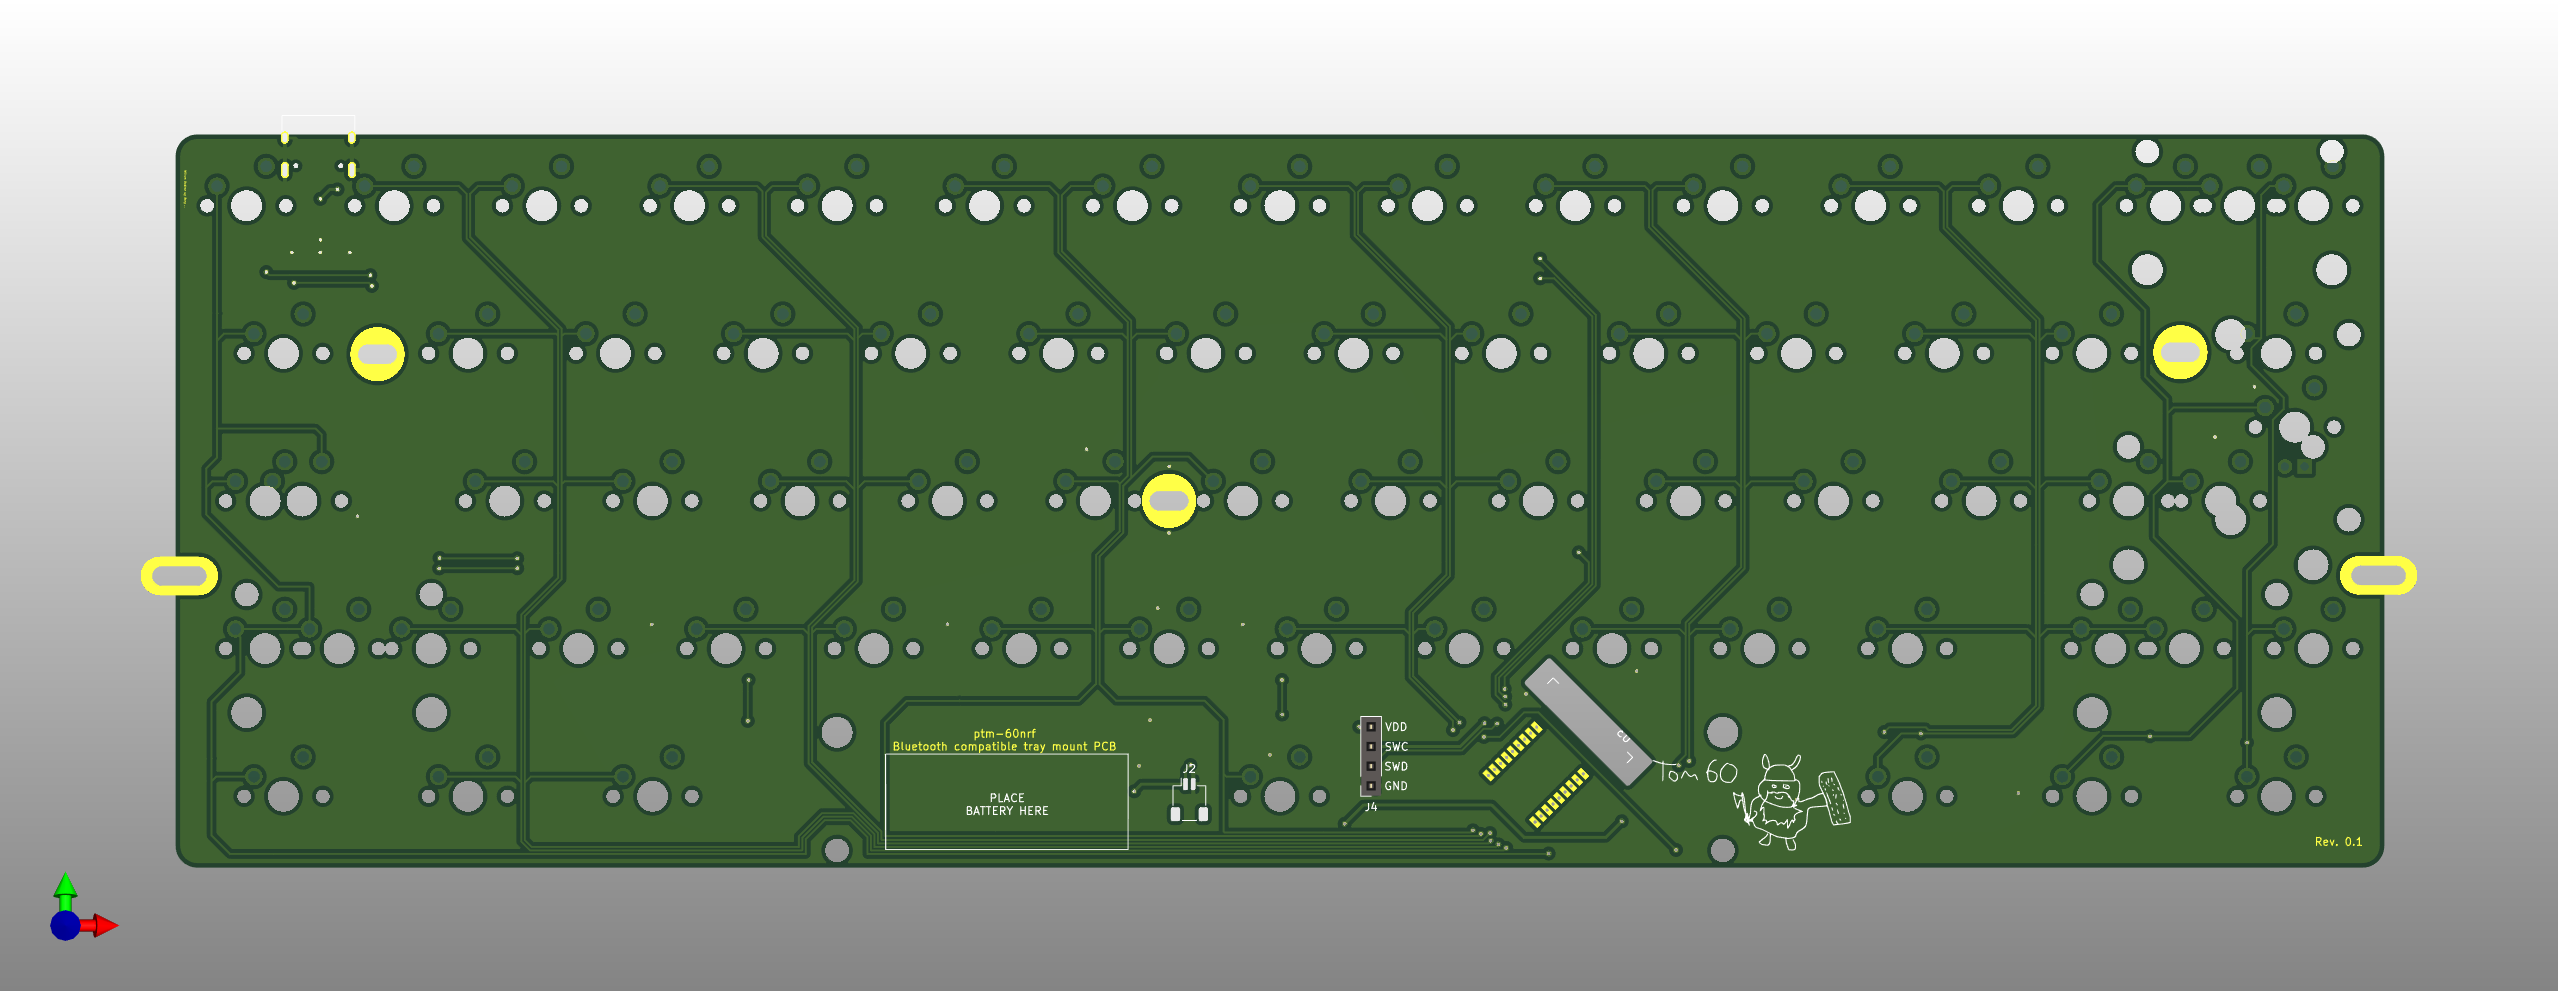 ptm-60nrf
Bluetooth compatible tray mount PCB
PLACE
BATTERY HERE
J2
VDD
SWC
SWD
GND
J4
Tom 60
Rev. 0.1